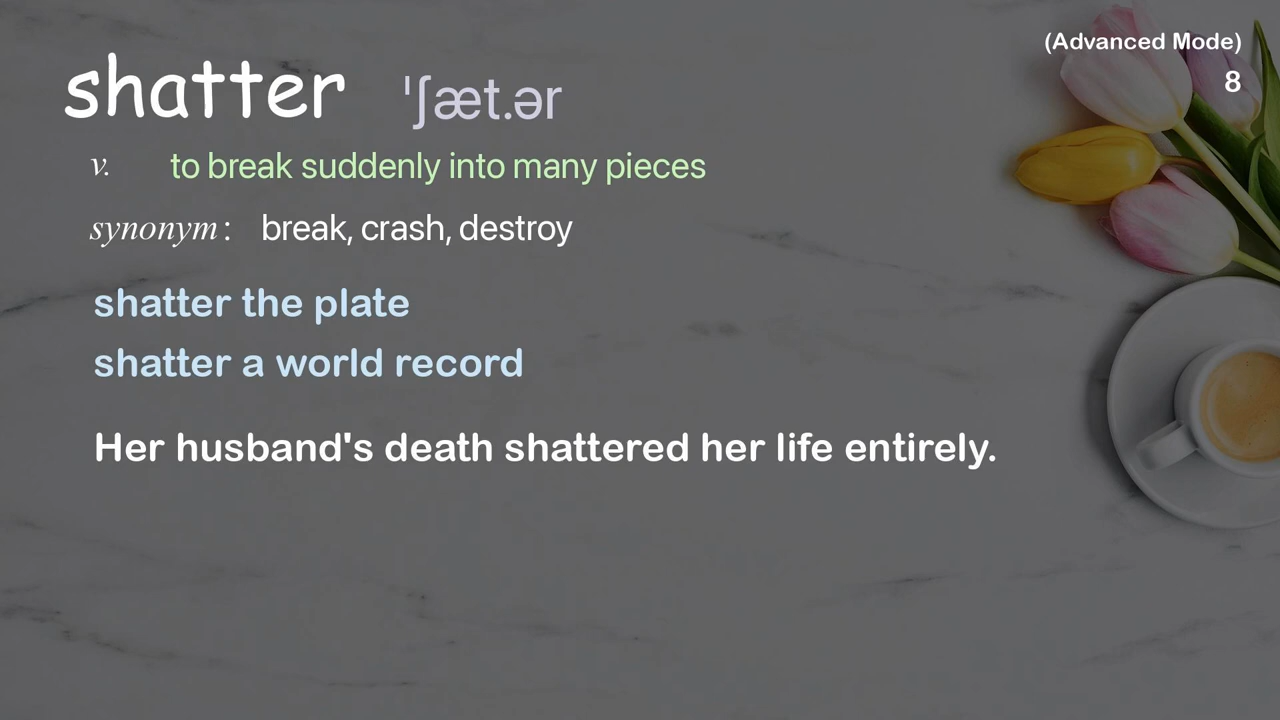 (Advanced Mode)
8
shatter ˈʃæt.ər
v. to break suddenly into many pieces
synonym: break, crash, destroy
shatter the plate
shatter a world record
Her husband's death shattered her life entirely.